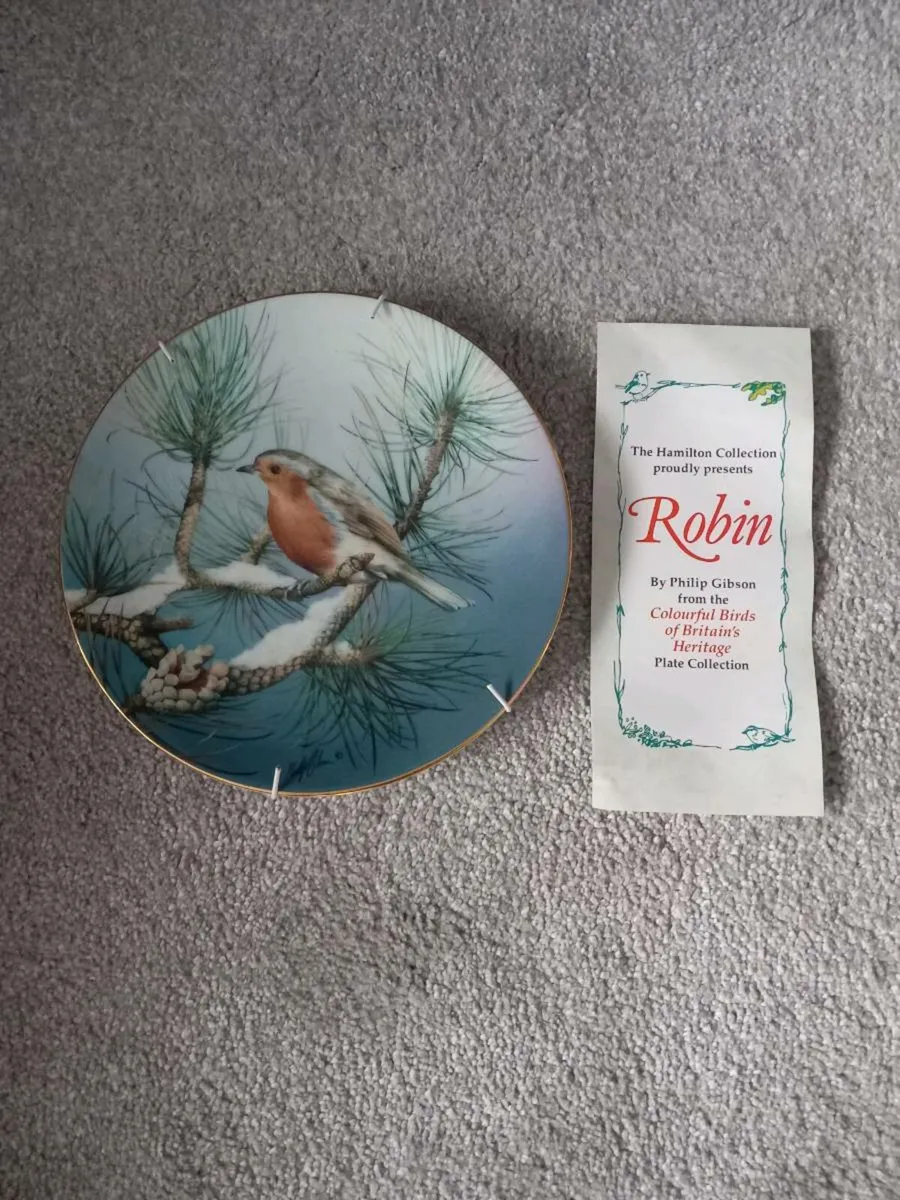 The Hamilton Collection
proudly presents
Robin
By Philip Gibson
from the
Colourful Birds
of Britain's
Heritage
Plate Collection